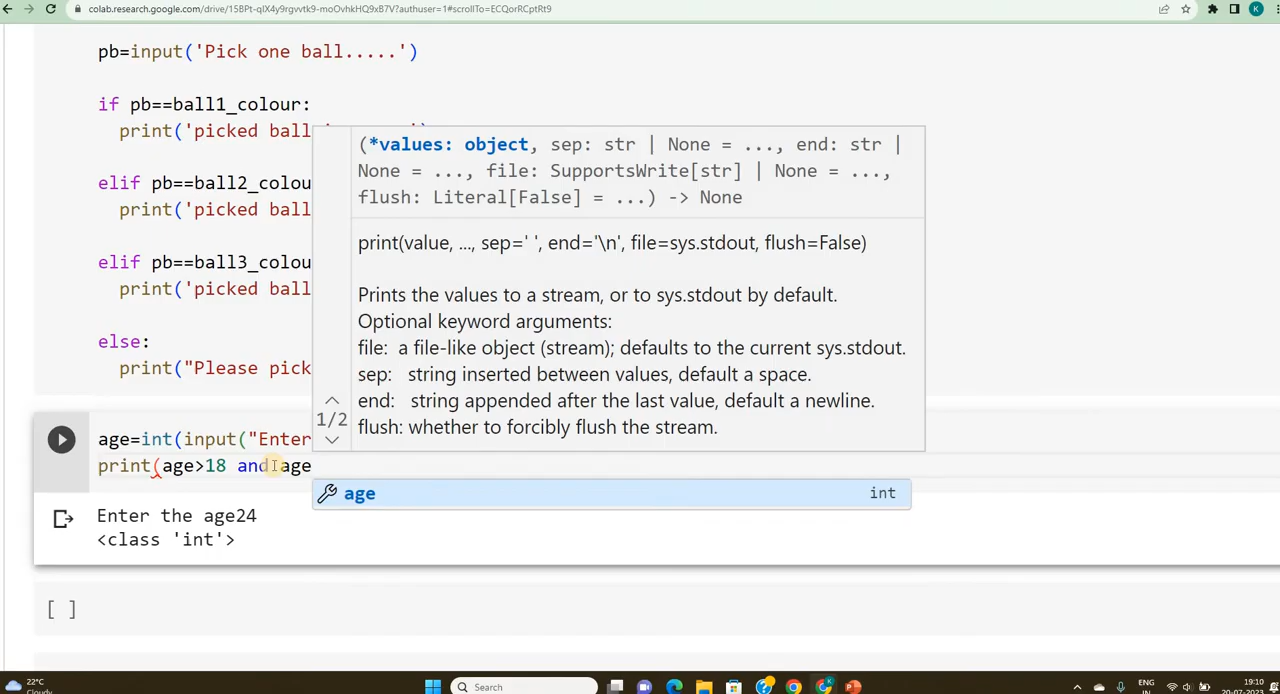 colab.research.google.com/drive/15BPt-qlX4y9rgvvtk9-moOvhkHQ9xB7V?authuser=1#scrollTo=ECQorRCptRt9
K
pb=input('Pick one ball.....')
if pb==ball1_colour:
print('picked ball
elif pb==ball2_colou
print('picked ball
elif pb==ball3_colou
print('picked ball
else:
print("Please pick
(*values: object, sep: str | None = ..., end: str |
None = ..., file: SupportsWrite[str] | None = ...,
flush: Literal[False] = ...) -> None
print(value, ..., sep=' ', end='\n', file=sys.stdout, flush=False)
Prints the values to a stream, or to sys.stdout by default.
Optional keyword arguments:
file: a file-like object (stream); defaults to the current sys.stdout.
sep: string inserted between values, default a space.
end: string appended after the last value, default a newline.
flush: whether to forcibly flush the stream.
1/2
age=int(input("Enter
print(age>18 and age
age int
Enter the age24
<class 'int'>
[ ]
22°C
Cloudy
Search
ENG
IN
19:10
20-07-2023